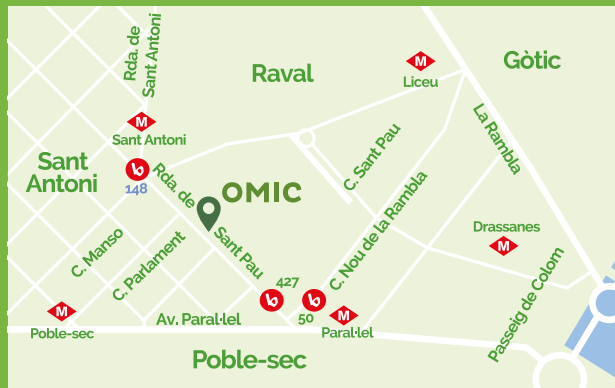 Rda. de
Sant Antoni
Raval
M
Liceu
Gòtic
M
Sant Antoni
La Rambla
C. Sant Pau
Sant
Antoni
b
148
Rda. de
Sant Pau
OMIC
C. Nou de la Rambla
Drassanes
M
C. Manso
C. Parlament
Passeig de Colom
427
b
b
50
M
Poble-sec
Av. Paral·lel
M
Paral·lel
Poble-sec